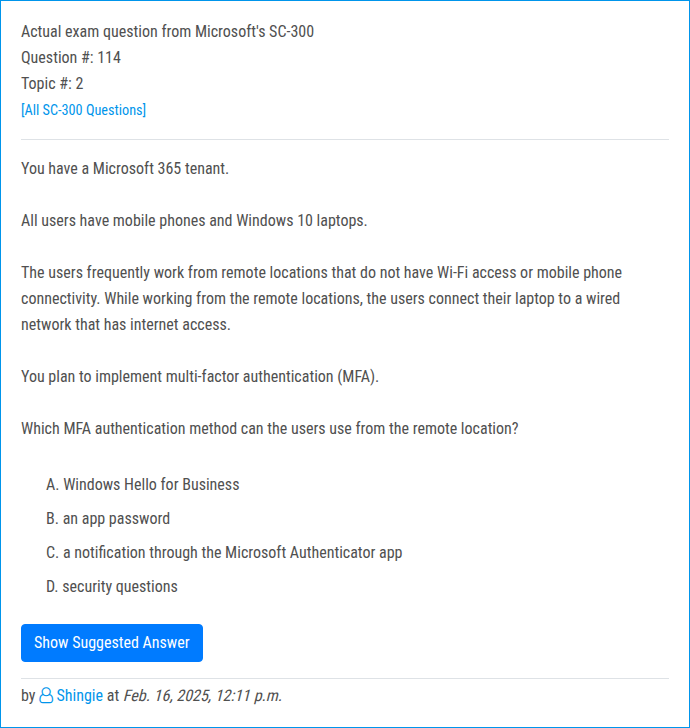 Actual exam question from Microsoft's SC-300
Question #: 114
Topic #: 2
[All SC-300 Questions]
You have a Microsoft 365 tenant.
All users have mobile phones and Windows 10 laptops.
The users frequently work from remote locations that do not have Wi-Fi access or mobile phone
connectivity. While working from the remote locations, the users connect their laptop to a wired
network that has internet access.
You plan to implement multi-factor authentication (MFA).
Which MFA authentication method can the users use from the remote location?
A. Windows Hello for Business
B. an app password
C. a notification through the Microsoft Authenticator app
D. security questions
Show Suggested Answer
by Shingie at Feb. 16, 2025, 12:11 p.m.